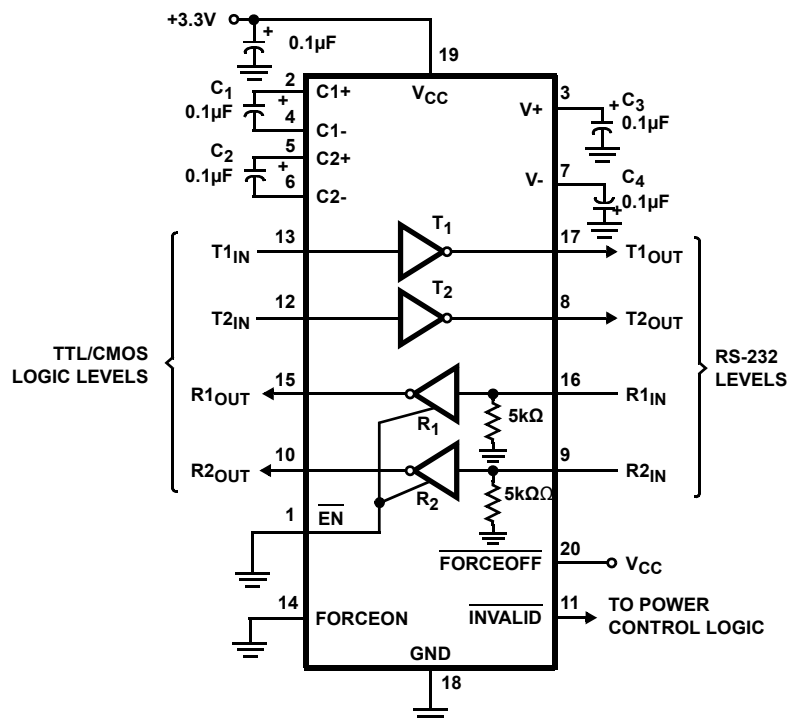 +3.3V
0.1µF
+
19
VCC
C1
0.1µF
+
2
C1+
4
C1-
C2
0.1µF
+
5
C2+
6
C2-
3
V+
+
C3
0.1µF
7
V-
C4
0.1µF
+
T1IN
13
T1
17
T1OUT
T2IN
12
T2
8
T2OUT
TTL/CMOS
LOGIC LEVELS
RS-232
LEVELS
R1OUT
15
R1
5kΩ
16
R1IN
R2OUT
10
R2
5kΩΩ
9
R2IN
1
EN
FORCEOFF
20
VCC
14
FORCEON
INVALID
11
TO POWER
CONTROL LOGIC
GND
18